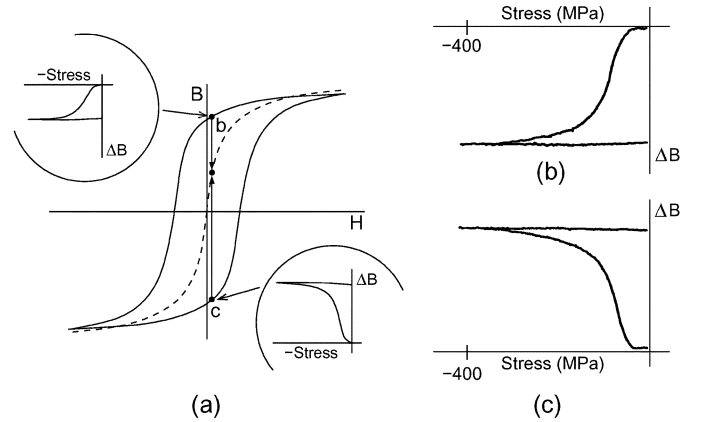 −Stress
ΔB
B
b
H
c
ΔB
−Stress
(a)
Stress (MPa)
−400
ΔB
(b)
ΔB
−400
Stress (MPa)
(c)